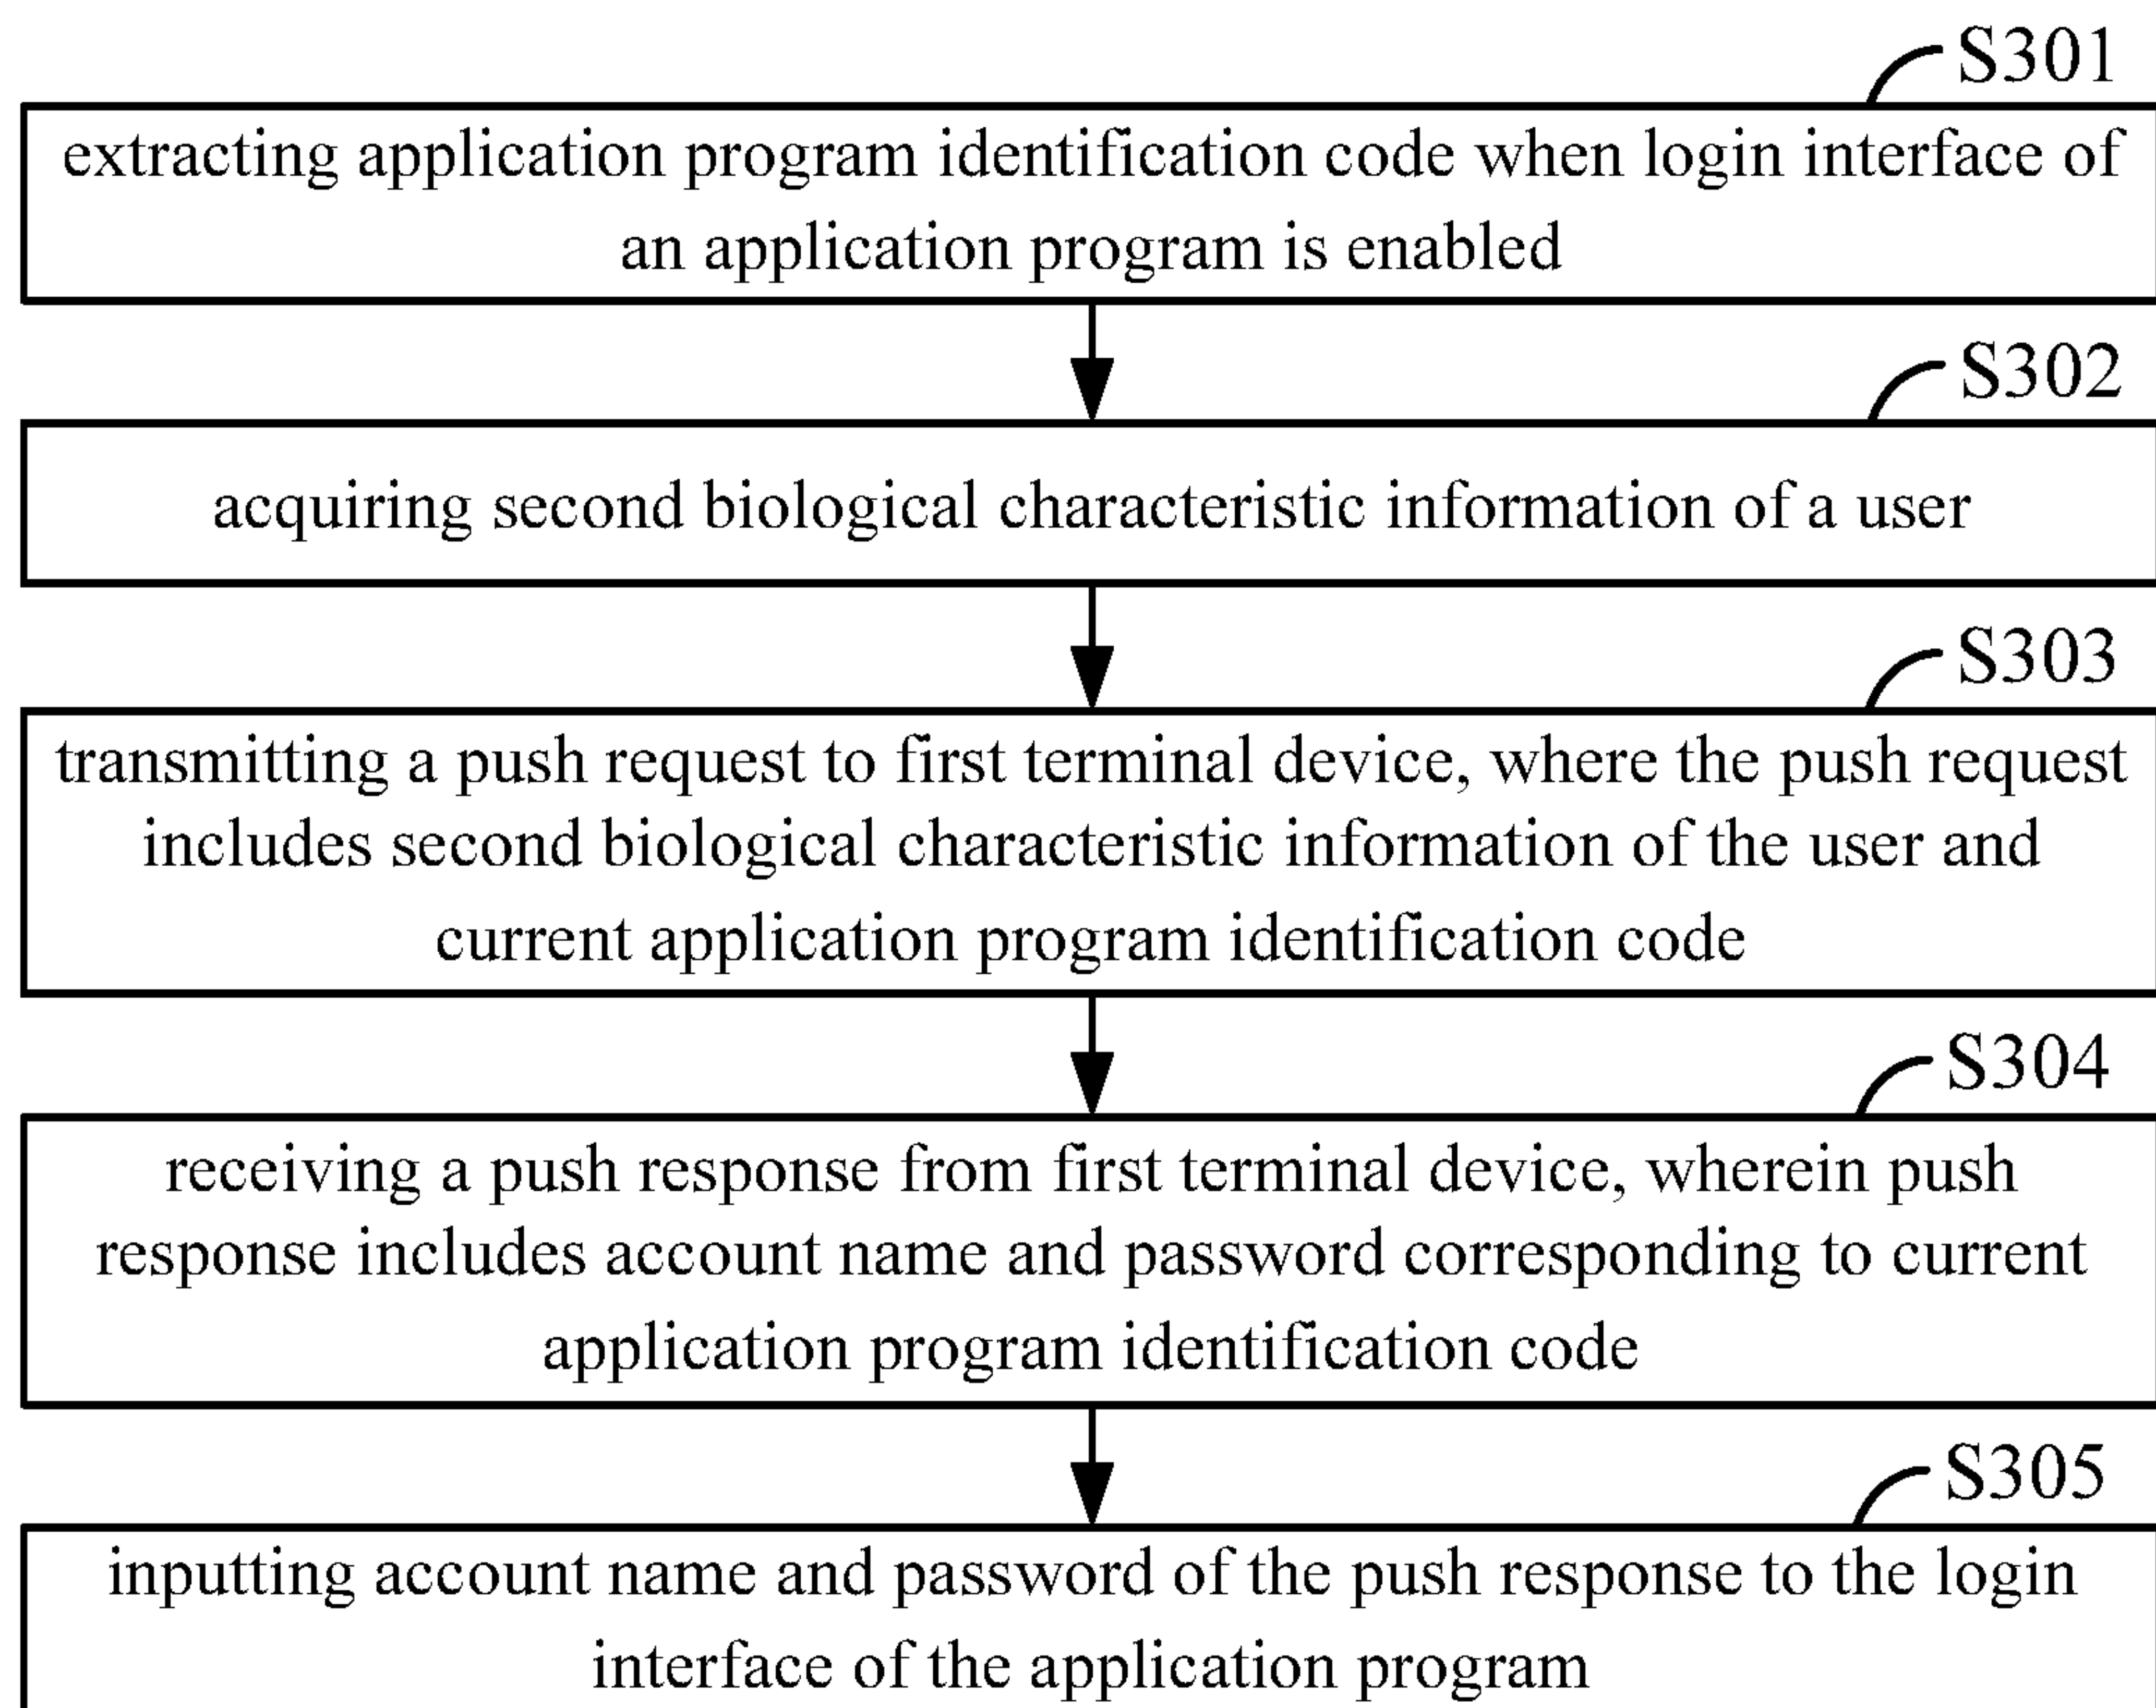 S301
extracting application program identification code when login interface of
an application program is enabled
S302
acquiring second biological characteristic information of a user
S303
transmitting a push request to first terminal device, where the push request
includes second biological characteristic information of the user and
current application program identification code
S304
receiving a push response from first terminal device, wherein push
response includes account name and password corresponding to current
application program identification code
S305
inputting account name and password of the push response to the login
interface of the application program